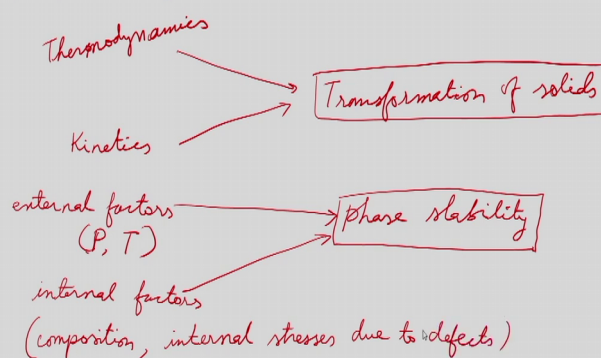 Thermodynamics
Transformation of solids
Kinetics
external factors
(P, T)
phase stability
internal factors
(composition, internal stresses due to defects)